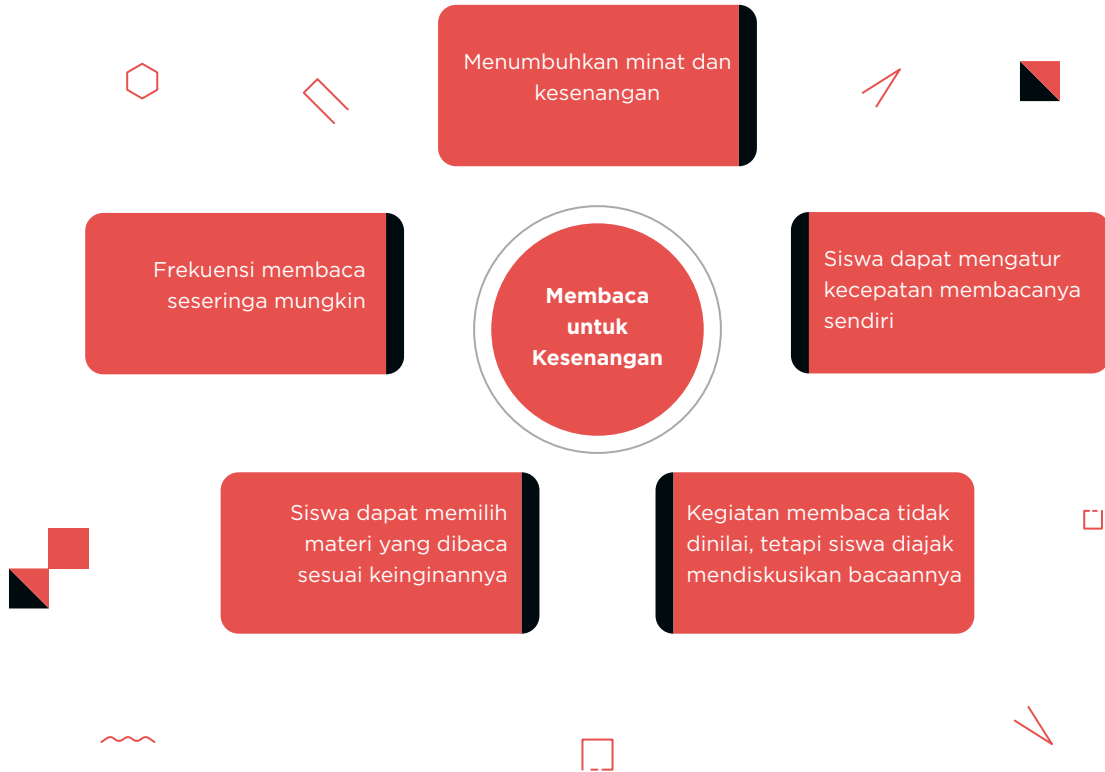 Menumbuhkan minat dan
kesenangan
Frekuensi membaca
seseringa mungkin
Membaca
untuk
Kesenangan
Siswa dapat mengatur
kecepatan membacanya
sendiri
Siswa dapat memilih
materi yang dibaca
sesuai keinginannya
Kegiatan membaca tidak
dinilai, tetapi siswa diajak
mendiskusikan bacaannya